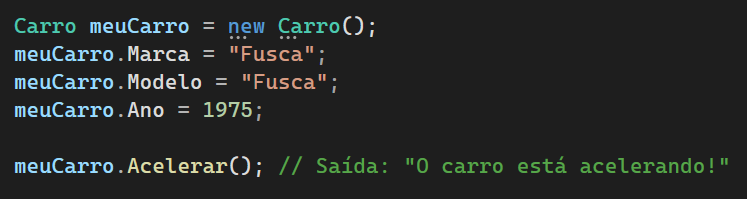 Carro meuCarro = new Carro();
meuCarro.Marca = "Fusca";
meuCarro.Modelo = "Fusca";
meuCarro.Ano = 1975;
meuCarro.Acelerar(); // Saída: "O carro está acelerando!"